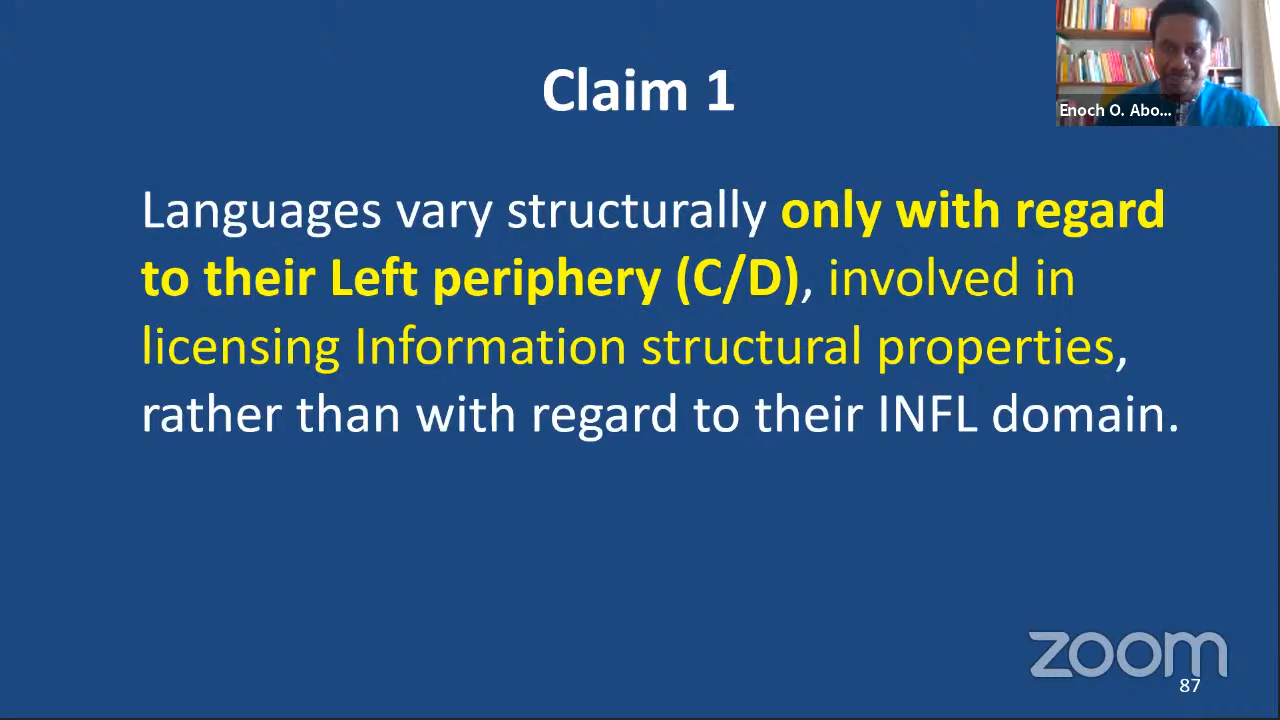 Claim 1
Enoch O. Abo...
Languages vary structurally only with regard
to their Left periphery (C/D), involved in
licensing Information structural properties,
rather than with regard to their INFL domain.
zoom
87